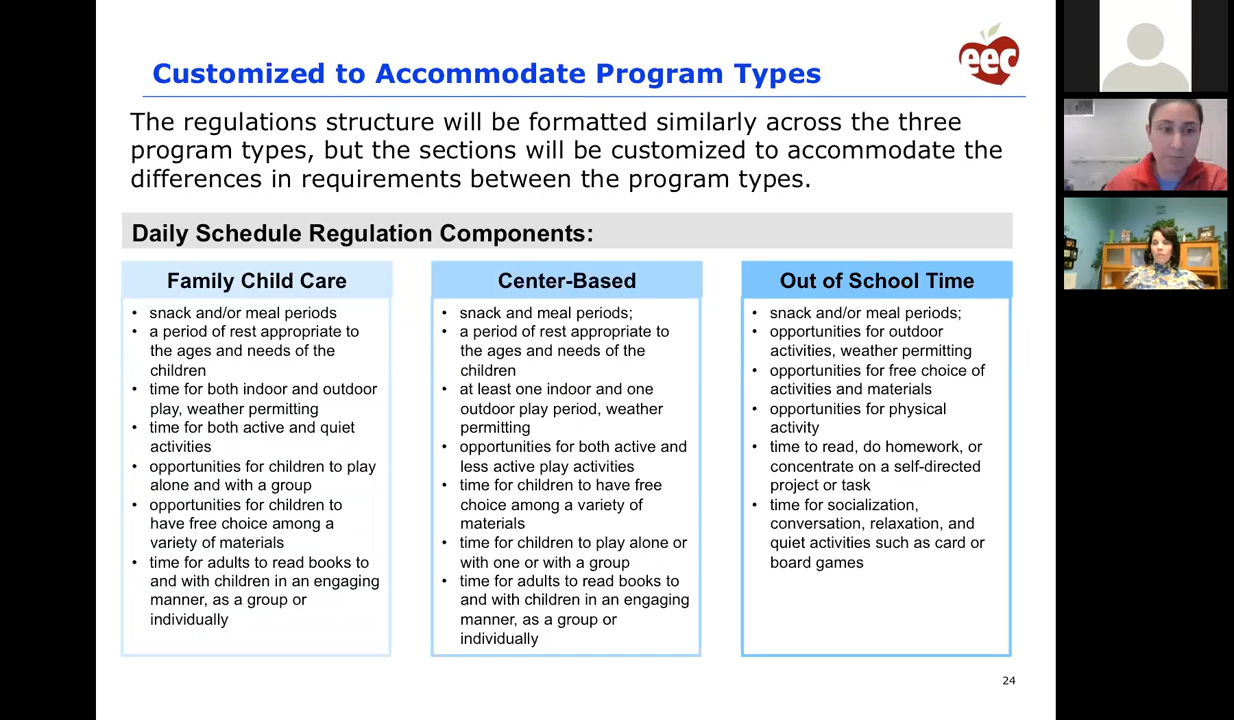 eec
Customized to Accommodate Program Types
The regulations structure will be formatted similarly across the three
program types, but the sections will be customized to accommodate the
differences in requirements between the program types.
Daily Schedule Regulation Components:
Family Child Care
• snack and/or meal periods
• a period of rest appropriate to
the ages and needs of the
children
• time for both indoor and outdoor
play, weather permitting
• time for both active and quiet
activities
• opportunities for children to play
alone and with a group
• opportunities for children to
have free choice among a
variety of materials
• time for adults to read books to
and with children in an engaging
manner, as a group or
individually
Center-Based
• snack and meal periods;
• a period of rest appropriate to
the ages and needs of the
children
• at least one indoor and one
outdoor play period, weather
permitting
• opportunities for both active and
less active play activities
• time for children to have free
choice among a variety of
materials
• time for children to play alone or
with one or with a group
• time for adults to read books to
and with children in an engaging
manner, as a group or
individually
Out of School Time
• snack and/or meal periods;
• opportunities for outdoor
activities, weather permitting
• opportunities for free choice of
activities and materials
• opportunities for physical
activity
• time to read, do homework, or
concentrate on a self-directed
project or task
• time for socialization,
conversation, relaxation, and
quiet activities such as card or
board games
24